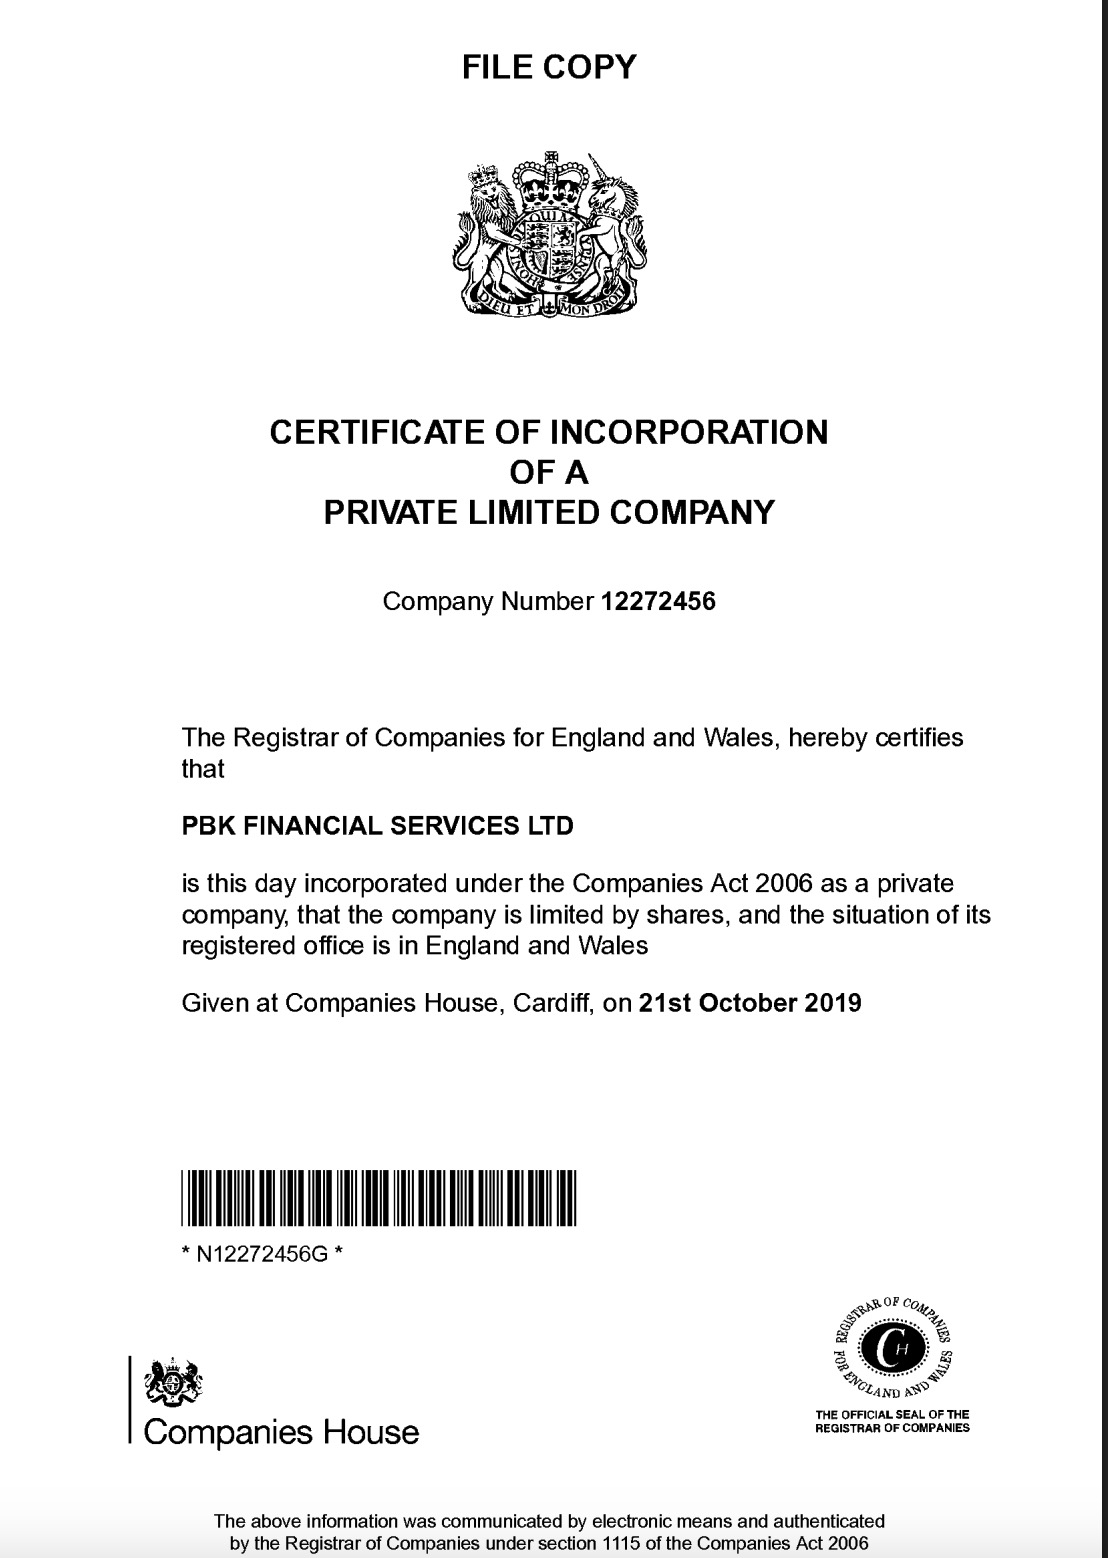 FILE COPY
QUI
HONI
PENSE
DIEU ET MON DROIT
CERTIFICATE OF INCORPORATION
OF A
PRIVATE LIMITED COMPANY
Company Number 12272456
The Registrar of Companies for England and Wales, hereby certifies
that
PBK FINANCIAL SERVICES LTD
is this day incorporated under the Companies Act 2006 as a private
company, that the company is limited by shares, and the situation of its
registered office is in England and Wales
Given at Companies House, Cardiff, on 21st October 2019
* N12272456G *
REGISTRAR OF COMPANIES
FOR ENGLAND AND WALES
CH
THE OFFICIAL SEAL OF THE
REGISTRAR OF COMPANIES
Companies House
The above information was communicated by electronic means and authenticated
by the Registrar of Companies under section 1115 of the Companies Act 2006